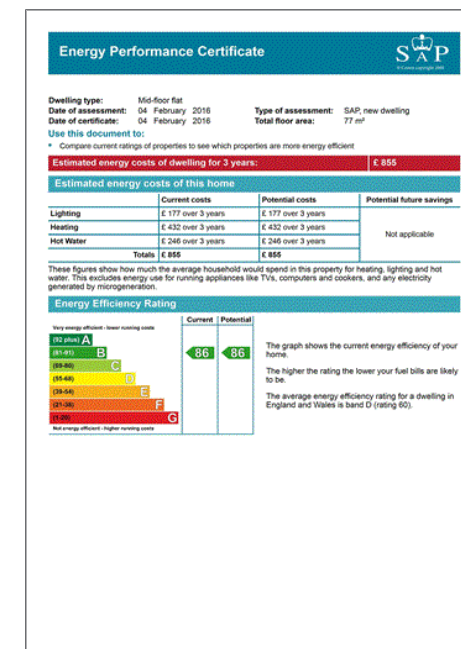 Energy Performance Certificate
SAP
© Crown copyright 2009
Dwelling type: Mid-floor flat
Date of assessment: 04 February 2016 Type of assessment: SAP, new dwelling
Date of certificate: 04 February 2016 Total floor area: 77 m²
Use this document to:
• Compare current ratings of properties to see which properties are more energy efficient
Estimated energy costs of dwelling for 3 years: £ 855
Estimated energy costs of this home
Current costs Potential costs Potential future savings
Lighting £ 177 over 3 years £ 177 over 3 years
Heating £ 432 over 3 years £ 432 over 3 years
Not applicable
Hot Water £ 246 over 3 years £ 246 over 3 years
Totals £ 855 £ 855
These figures show how much the average household would spend in this property for heating, lighting and hot
water. This excludes energy use for running appliances like TVs, computers and cookers, and any electricity
generated by microgeneration.
Energy Efficiency Rating
Current Potential
Very energy efficient - lower running costs
(92 plus) A
(81-91) B 86 86
(69-80) C
(55-68) D
(39-54) E
(21-38) F
(1-20) G
Not energy efficient - higher running costs
The graph shows the current energy efficiency of your
home.
The higher the rating the lower your fuel bills are likely
to be.
The average energy efficiency rating for a dwelling in
England and Wales is band D (rating 60).